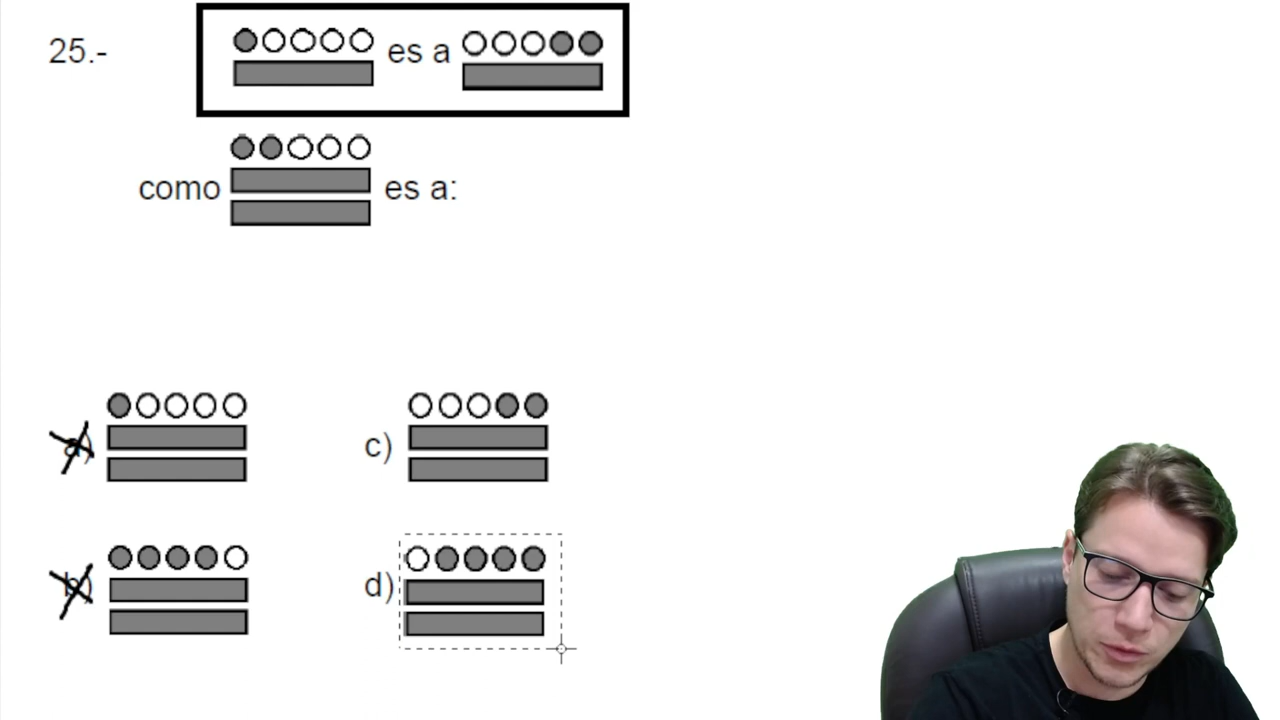 25.-
es a
como es a:
a) c)
b) d)